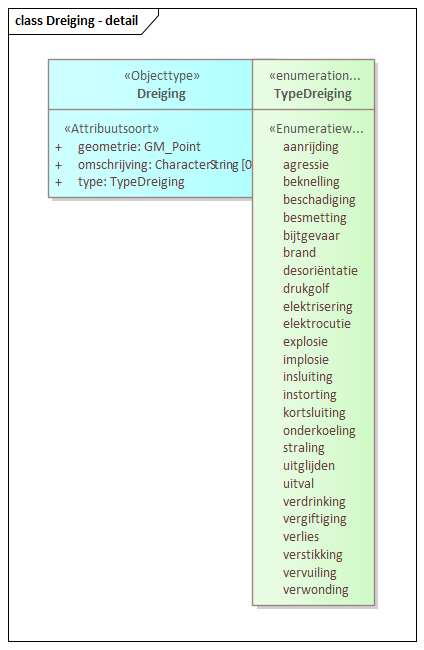 class Dreiging - detail
«Objecttype»
Dreiging
«Attribuutsoort»
+ geometrie: GM_Point
+ omschrijving: CharacterString [0
+ type: TypeDreiging
«enumeration...
TypeDreiging
«Enumeratiew...
aanrijding
agressie
beknelling
beschadiging
besmetting
bijtgevaar
brand
desoriëntatie
drukgolf
elektrisering
elektrocutie
explosie
implosie
insluiting
instorting
kortsluiting
onderkoeling
straling
uitglijden
uitval
verdrinking
vergiftiging
verlies
verstikking
vervuiling
verwonding